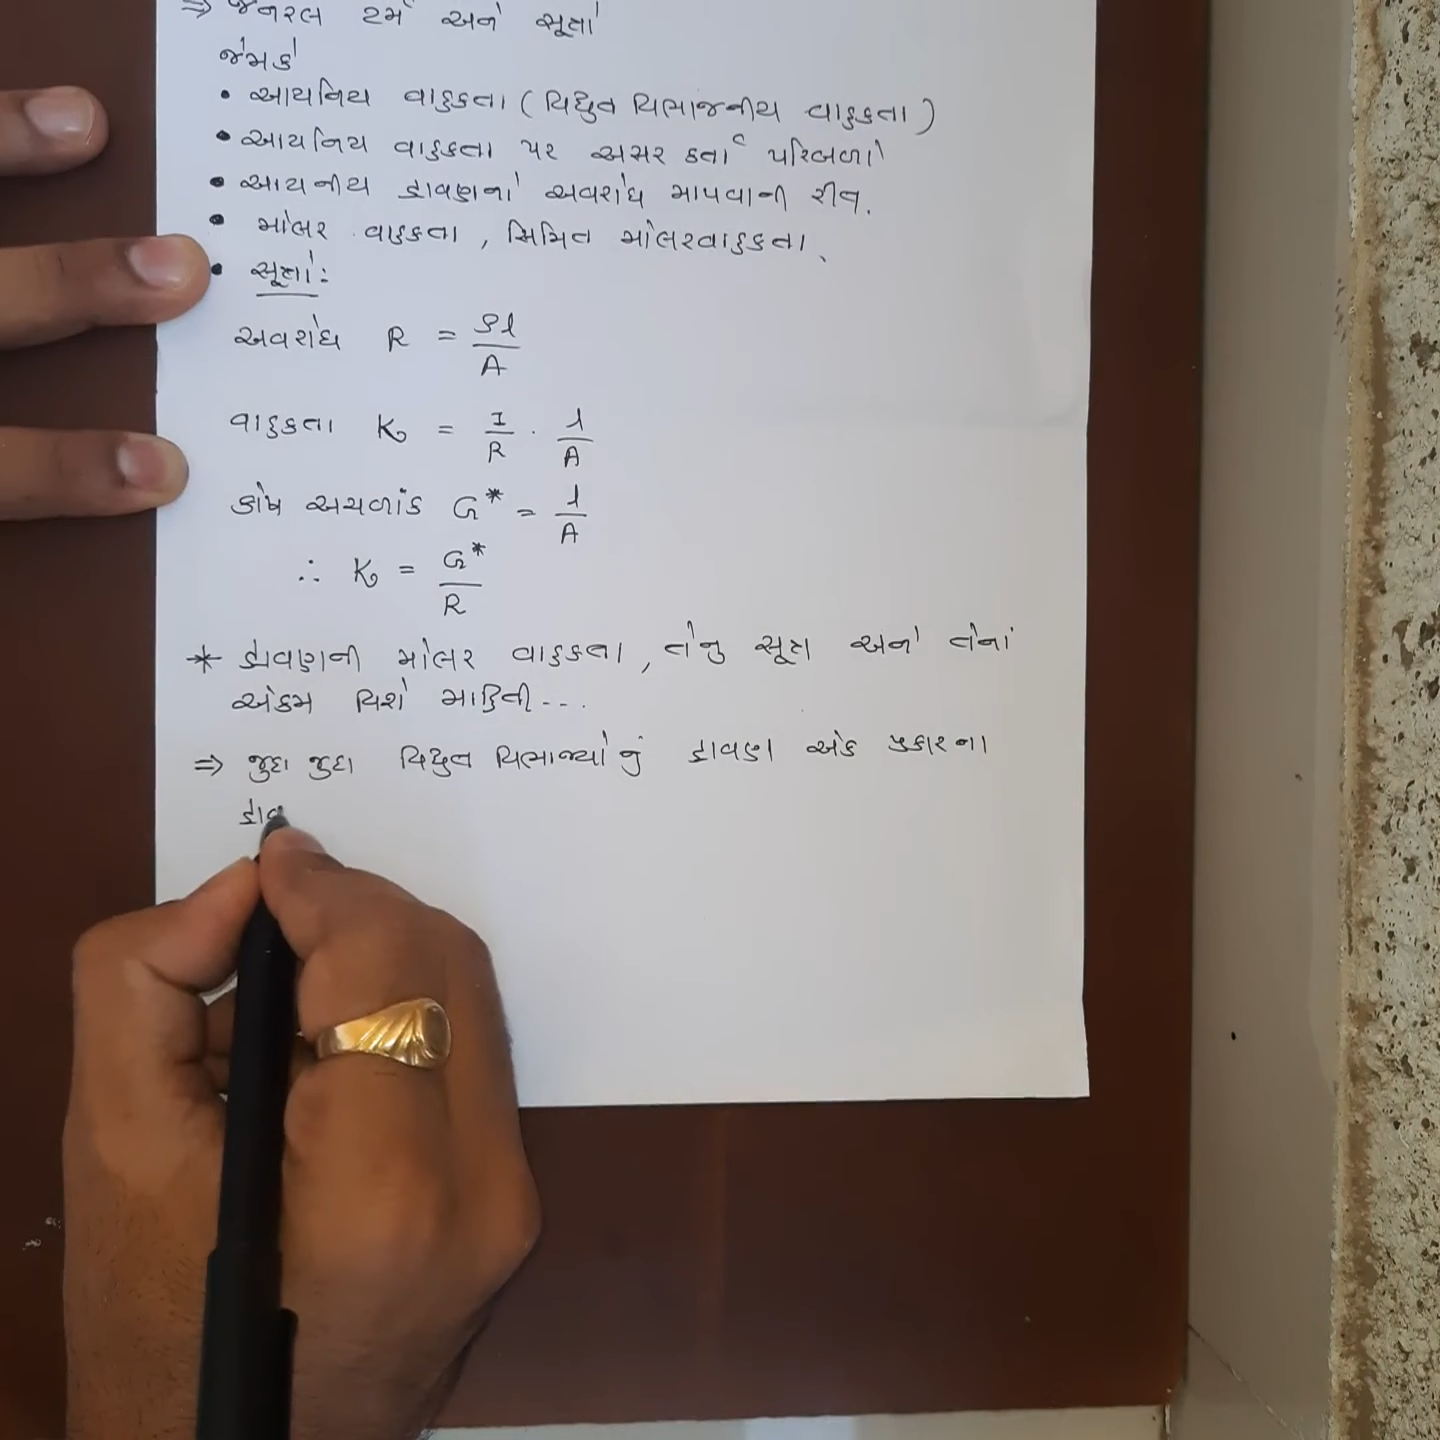 ⇒ જનરલ ટર્મ અને સૂત્રો
જેમકે
• આયનિય વાહકતા (વિધુત વિભાજનીય વાહકતા)
• આયનિય વાહકતા પર અસર કર્તા પરિબળો
• આયનીય દ્રાવણનો અવરોધ માપવાની રીત.
• મોલર વાહકતા, સિમિત મોલરવાહકતા.
• સૂત્રો:
અવરોધ R = ρl/A
વાહકતા K = I/R · l/A
કોષ અચળાંક G* = l/A
∴ K = G*/R
* દ્રાવણની મોલર વાહકતા, તેનુ સૂત્ર અને તેનાં
એકમ વિશે માહિતી...
⇒ જુદા જુદા વિધુત વિભાજ્યોનું દ્રાવણ એક પ્રકારના
દ્રાવ